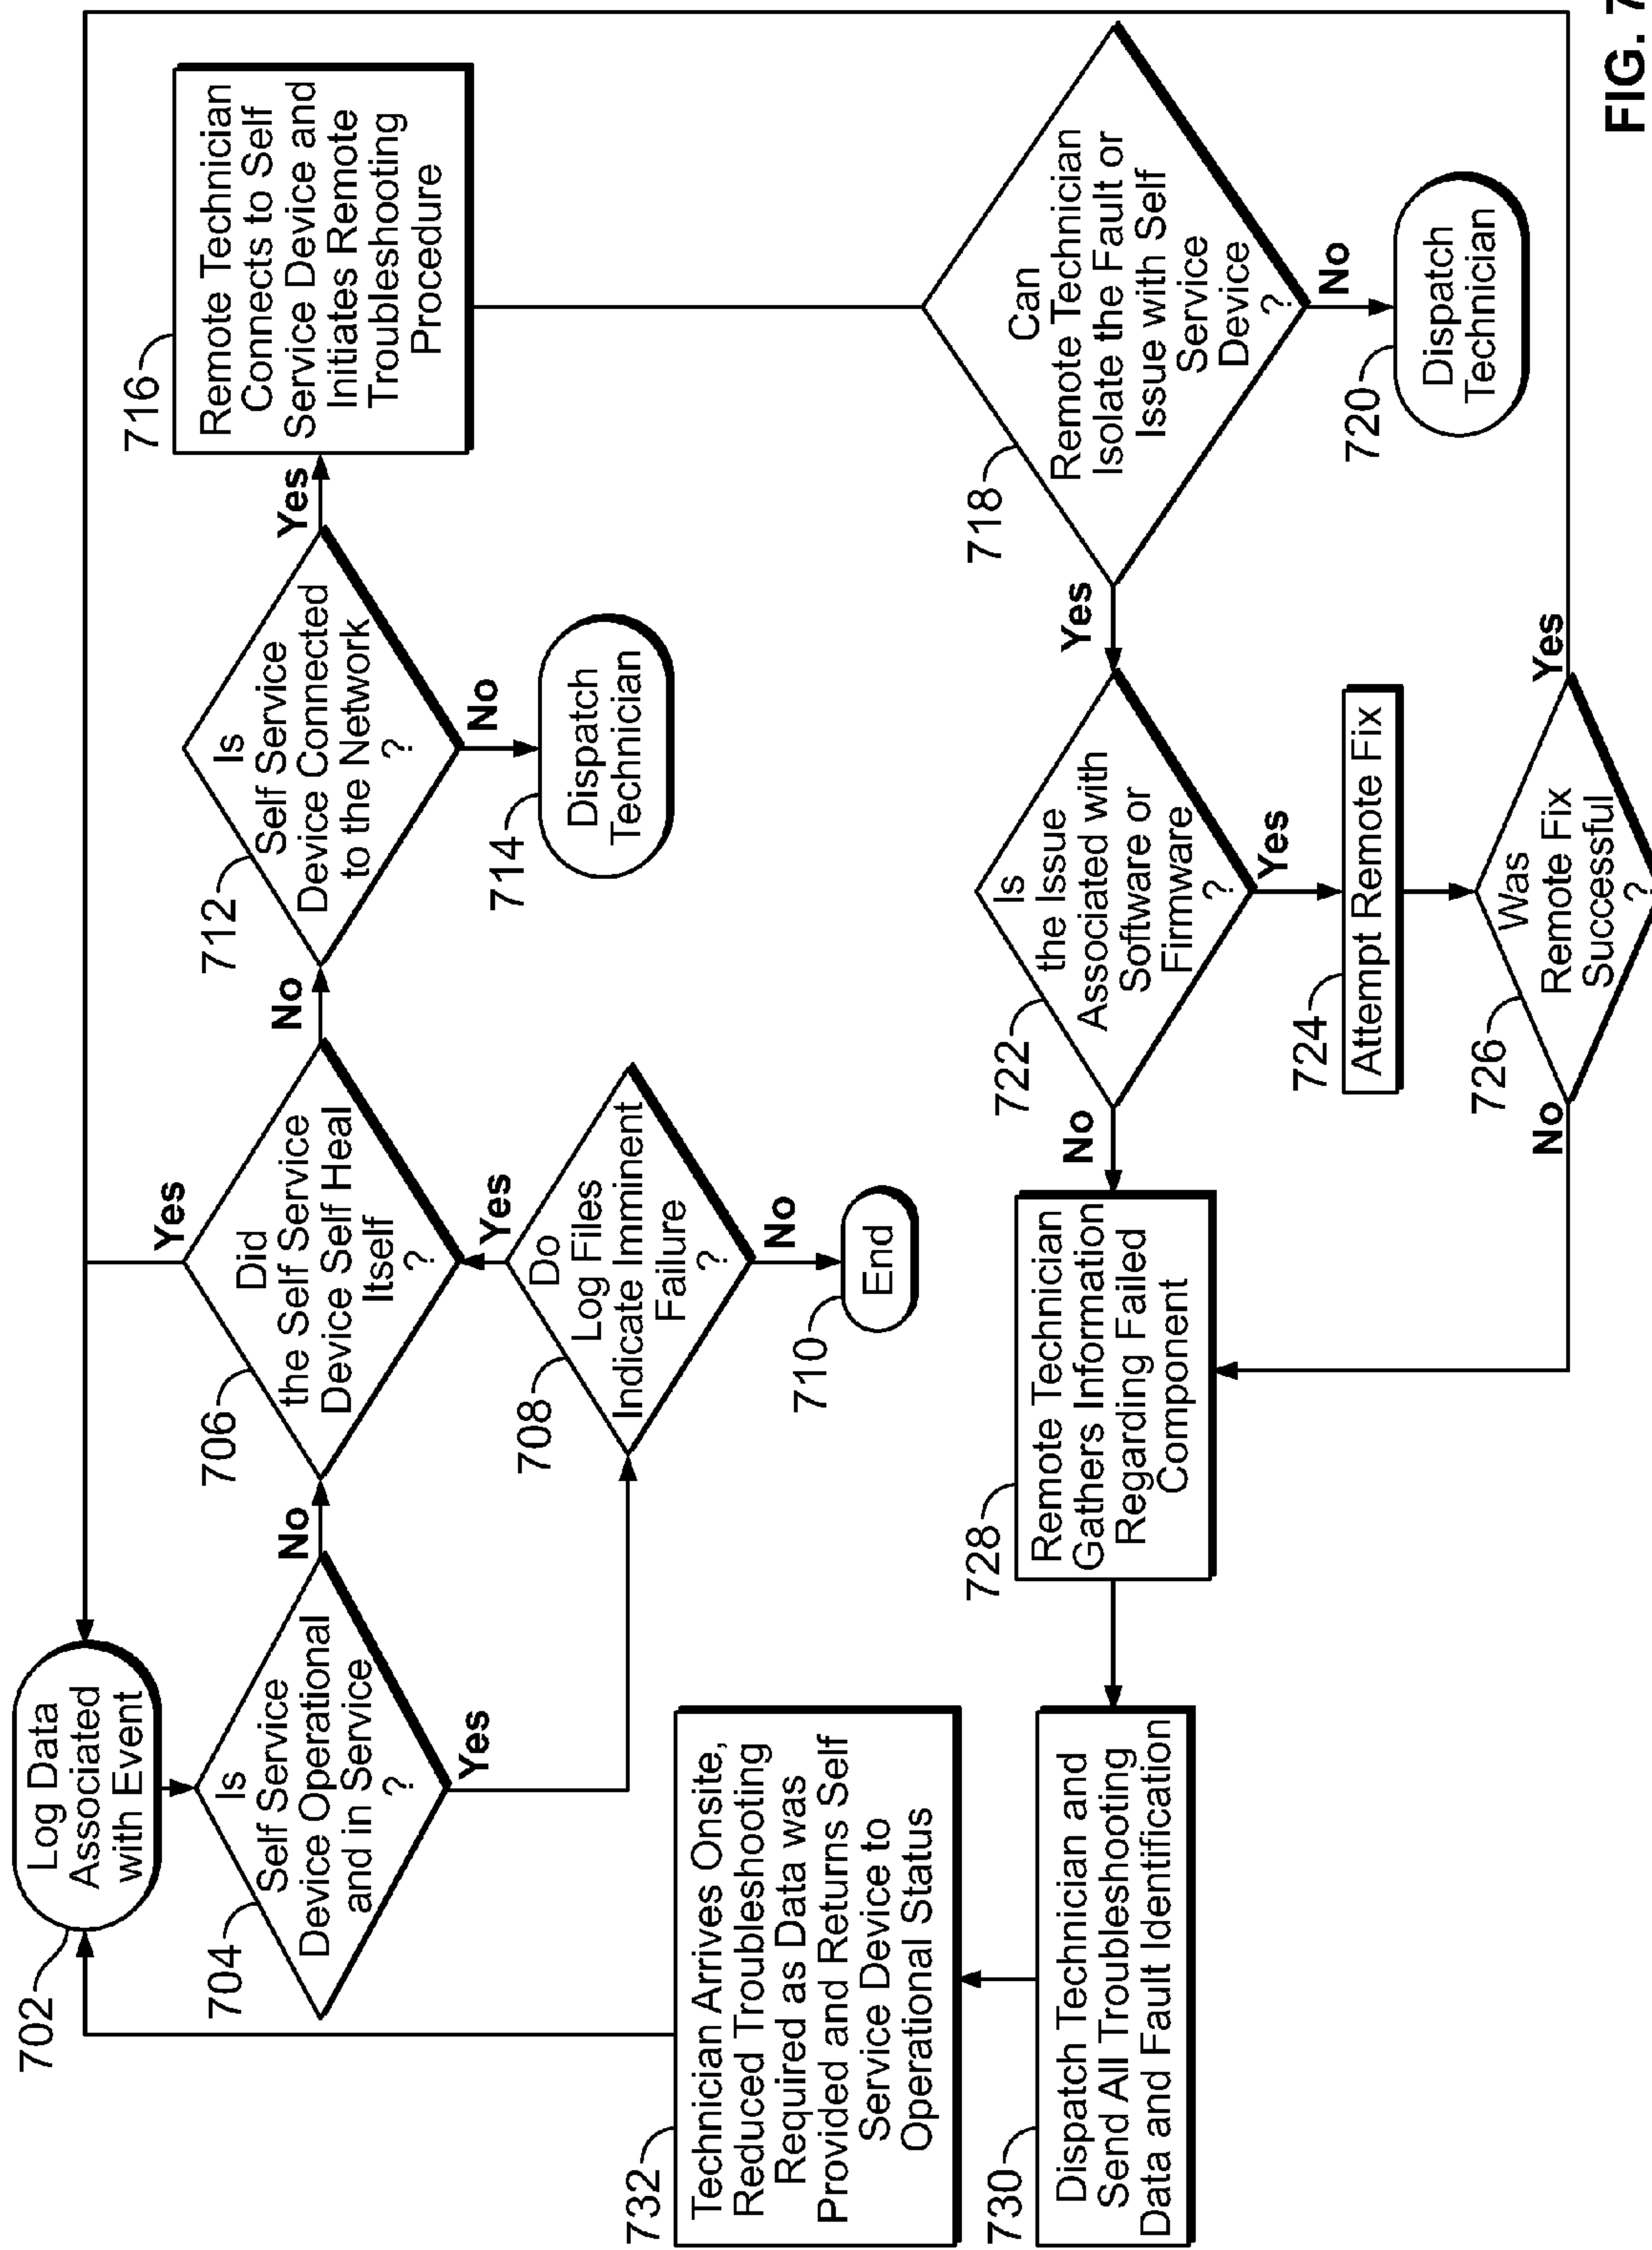 702
Log Data
Associated
with Event
704
Is
Self Service
Device Operational
and in Service
?
No
Yes
706
Did
the Self Service
Device Self Heal
Itself
?
Yes
No
708
Do
Log Files
Indicate Imminent
Failure
?
Yes
No
710
End
712
Is
Self Service
Device Connected
to the Network
?
Yes
No
714
Dispatch
Technician
716
Remote Technician
Connects to Self
Service Device and
Initiates Remote
Troubleshooting
Procedure
718
Can
Remote Technician
Isolate the Fault or
Issue with Self
Service
Device
?
Yes
No
720
Dispatch
Technician
722
Is
the Issue
Associated with
Software or
Firmware
?
No
Yes
724
Attempt Remote Fix
726
Was
Remote Fix
Successful
?
No
Yes
728
Remote Technician
Gathers Information
Regarding Failed
Component
730
Dispatch Technician and
Send All Troubleshooting
Data and Fault Identification
732
Technician Arrives Onsite,
Reduced Troubleshooting
Required as Data was
Provided and Returns Self
Service Device to
Operational Status
FIG. 7